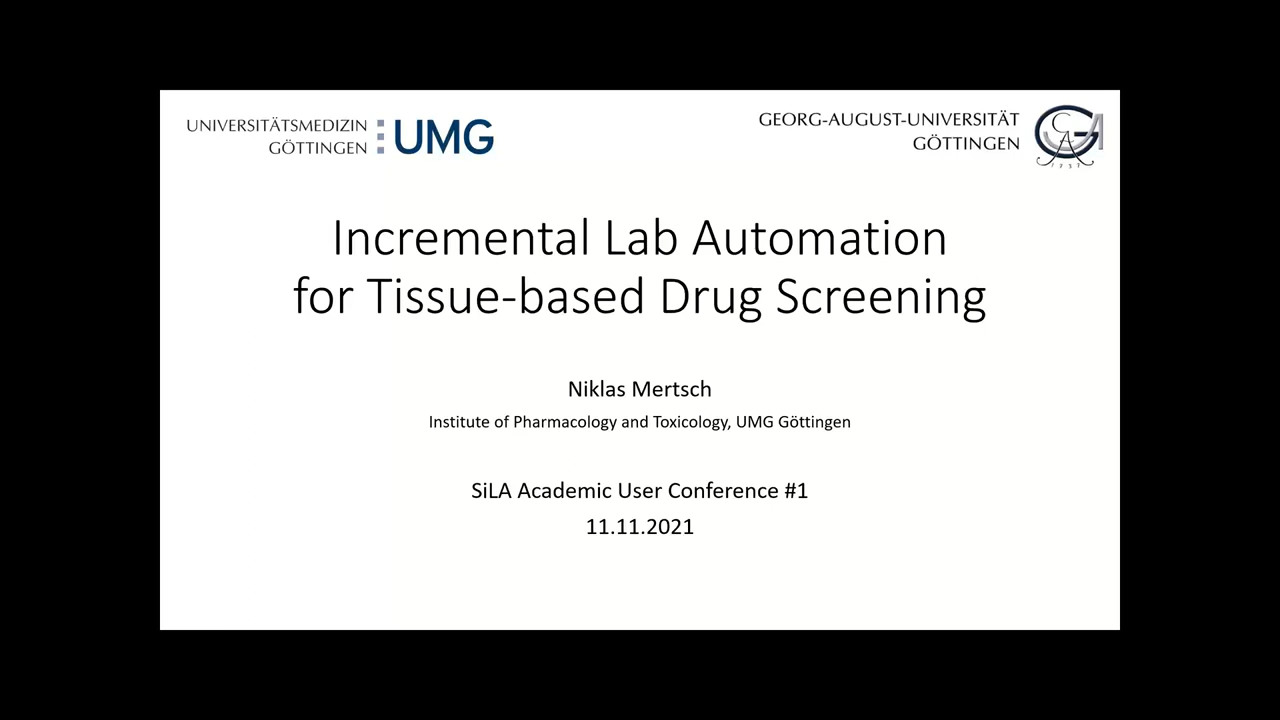 UNIVERSITÄTSMEDIZIN
GÖTTINGEN
UMG
GEORG-AUGUST-UNIVERSITÄT
GÖTTINGEN
1737
Incremental Lab Automation
for Tissue-based Drug Screening
Niklas Mertsch
Institute of Pharmacology and Toxicology, UMG Göttingen
SiLA Academic User Conference #1
11.11.2021